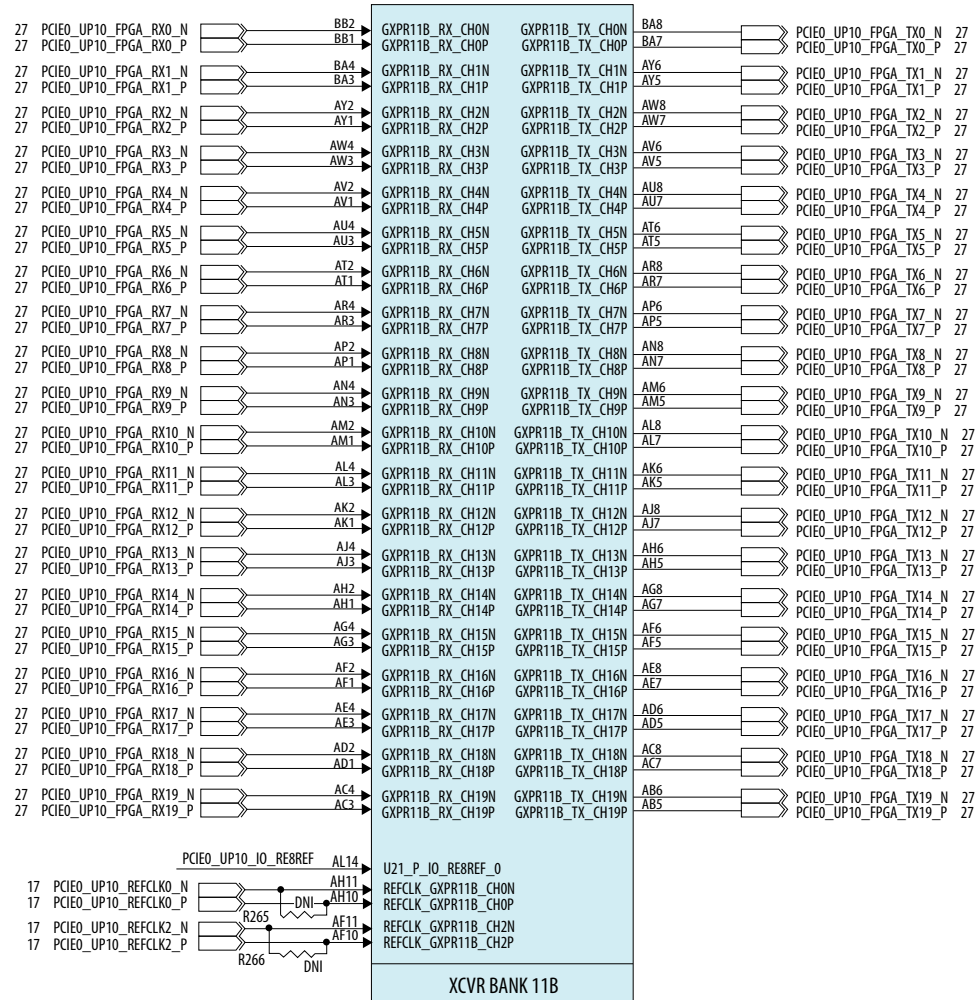 27 PCIE0_UP10_FPGA_RX0_N BB2 GXPR11B_RX_CH0N GXPR11B_TX_CH0N BA8 PCIE0_UP10_FPGA_TX0_N 27
27 PCIE0_UP10_FPGA_RX0_P BB1 GXPR11B_RX_CH0P GXPR11B_TX_CH0P BA7 PCIE0_UP10_FPGA_TX0_P 27
27 PCIE0_UP10_FPGA_RX1_N BA4 GXPR11B_RX_CH1N GXPR11B_TX_CH1N AY6 PCIE0_UP10_FPGA_TX1_N 27
27 PCIE0_UP10_FPGA_RX1_P BA3 GXPR11B_RX_CH1P GXPR11B_TX_CH1P AY5 PCIE0_UP10_FPGA_TX1_P 27
27 PCIE0_UP10_FPGA_RX2_N AY2 GXPR11B_RX_CH2N GXPR11B_TX_CH2N AW8 PCIE0_UP10_FPGA_TX2_N 27
27 PCIE0_UP10_FPGA_RX2_P AY1 GXPR11B_RX_CH2P GXPR11B_TX_CH2P AW7 PCIE0_UP10_FPGA_TX2_P 27
27 PCIE0_UP10_FPGA_RX3_N AW4 GXPR11B_RX_CH3N GXPR11B_TX_CH3N AV6 PCIE0_UP10_FPGA_TX3_N 27
27 PCIE0_UP10_FPGA_RX3_P AW3 GXPR11B_RX_CH3P GXPR11B_TX_CH3P AV5 PCIE0_UP10_FPGA_TX3_P 27
27 PCIE0_UP10_FPGA_RX4_N AV2 GXPR11B_RX_CH4N GXPR11B_TX_CH4N AU8 PCIE0_UP10_FPGA_TX4_N 27
27 PCIE0_UP10_FPGA_RX4_P AV1 GXPR11B_RX_CH4P GXPR11B_TX_CH4P AU7 PCIE0_UP10_FPGA_TX4_P 27
27 PCIE0_UP10_FPGA_RX5_N AU4 GXPR11B_RX_CH5N GXPR11B_TX_CH5N AT6 PCIE0_UP10_FPGA_TX5_N 27
27 PCIE0_UP10_FPGA_RX5_P AU3 GXPR11B_RX_CH5P GXPR11B_TX_CH5P AT5 PCIE0_UP10_FPGA_TX5_P 27
27 PCIE0_UP10_FPGA_RX6_N AT2 GXPR11B_RX_CH6N GXPR11B_TX_CH6N AR8 PCIE0_UP10_FPGA_TX6_N 27
27 PCIE0_UP10_FPGA_RX6_P AT1 GXPR11B_RX_CH6P GXPR11B_TX_CH6P AR7 PCIE0_UP10_FPGA_TX6_P 27
27 PCIE0_UP10_FPGA_RX7_N AR4 GXPR11B_RX_CH7N GXPR11B_TX_CH7N AP6 PCIE0_UP10_FPGA_TX7_N 27
27 PCIE0_UP10_FPGA_RX7_P AR3 GXPR11B_RX_CH7P GXPR11B_TX_CH7P AP5 PCIE0_UP10_FPGA_TX7_P 27
27 PCIE0_UP10_FPGA_RX8_N AP2 GXPR11B_RX_CH8N GXPR11B_TX_CH8N AN8 PCIE0_UP10_FPGA_TX8_N 27
27 PCIE0_UP10_FPGA_RX8_P AP1 GXPR11B_RX_CH8P GXPR11B_TX_CH8P AN7 PCIE0_UP10_FPGA_TX8_P 27
27 PCIE0_UP10_FPGA_RX9_N AN4 GXPR11B_RX_CH9N GXPR11B_TX_CH9N AM6 PCIE0_UP10_FPGA_TX9_N 27
27 PCIE0_UP10_FPGA_RX9_P AN3 GXPR11B_RX_CH9P GXPR11B_TX_CH9P AM5 PCIE0_UP10_FPGA_TX9_P 27
27 PCIE0_UP10_FPGA_RX10_N AM2 GXPR11B_RX_CH10N GXPR11B_TX_CH10N AL8 PCIE0_UP10_FPGA_TX10_N 27
27 PCIE0_UP10_FPGA_RX10_P AM1 GXPR11B_RX_CH10P GXPR11B_TX_CH10P AL7 PCIE0_UP10_FPGA_TX10_P 27
27 PCIE0_UP10_FPGA_RX11_N AL4 GXPR11B_RX_CH11N GXPR11B_TX_CH11N AK6 PCIE0_UP10_FPGA_TX11_N 27
27 PCIE0_UP10_FPGA_RX11_P AL3 GXPR11B_RX_CH11P GXPR11B_TX_CH11P AK5 PCIE0_UP10_FPGA_TX11_P 27
27 PCIE0_UP10_FPGA_RX12_N AK2 GXPR11B_RX_CH12N GXPR11B_TX_CH12N AJ8 PCIE0_UP10_FPGA_TX12_N 27
27 PCIE0_UP10_FPGA_RX12_P AK1 GXPR11B_RX_CH12P GXPR11B_TX_CH12P AJ7 PCIE0_UP10_FPGA_TX12_P 27
27 PCIE0_UP10_FPGA_RX13_N AJ4 GXPR11B_RX_CH13N GXPR11B_TX_CH13N AH6 PCIE0_UP10_FPGA_TX13_N 27
27 PCIE0_UP10_FPGA_RX13_P AJ3 GXPR11B_RX_CH13P GXPR11B_TX_CH13P AH5 PCIE0_UP10_FPGA_TX13_P 27
27 PCIE0_UP10_FPGA_RX14_N AH2 GXPR11B_RX_CH14N GXPR11B_TX_CH14N AG8 PCIE0_UP10_FPGA_TX14_N 27
27 PCIE0_UP10_FPGA_RX14_P AH1 GXPR11B_RX_CH14P GXPR11B_TX_CH14P AG7 PCIE0_UP10_FPGA_TX14_P 27
27 PCIE0_UP10_FPGA_RX15_N AG4 GXPR11B_RX_CH15N GXPR11B_TX_CH15N AF6 PCIE0_UP10_FPGA_TX15_N 27
27 PCIE0_UP10_FPGA_RX15_P AG3 GXPR11B_RX_CH15P GXPR11B_TX_CH15P AF5 PCIE0_UP10_FPGA_TX15_P 27
27 PCIE0_UP10_FPGA_RX16_N AF2 GXPR11B_RX_CH16N GXPR11B_TX_CH16N AE8 PCIE0_UP10_FPGA_TX16_N 27
27 PCIE0_UP10_FPGA_RX16_P AF1 GXPR11B_RX_CH16P GXPR11B_TX_CH16P AE7 PCIE0_UP10_FPGA_TX16_P 27
27 PCIE0_UP10_FPGA_RX17_N AE4 GXPR11B_RX_CH17N GXPR11B_TX_CH17N AD6 PCIE0_UP10_FPGA_TX17_N 27
27 PCIE0_UP10_FPGA_RX17_P AE3 GXPR11B_RX_CH17P GXPR11B_TX_CH17P AD5 PCIE0_UP10_FPGA_TX17_P 27
27 PCIE0_UP10_FPGA_RX18_N AD2 GXPR11B_RX_CH18N GXPR11B_TX_CH18N AC8 PCIE0_UP10_FPGA_TX18_N 27
27 PCIE0_UP10_FPGA_RX18_P AD1 GXPR11B_RX_CH18P GXPR11B_TX_CH18P AC7 PCIE0_UP10_FPGA_TX18_P 27
27 PCIE0_UP10_FPGA_RX19_N AC4 GXPR11B_RX_CH19N GXPR11B_TX_CH19N AB6 PCIE0_UP10_FPGA_TX19_N 27
27 PCIE0_UP10_FPGA_RX19_P AC3 GXPR11B_RX_CH19P GXPR11B_TX_CH19P AB5 PCIE0_UP10_FPGA_TX19_P 27
PCIE0_UP10_IO_RE8REF AL14 U21_P_IO_RE8REF_0
17 PCIE0_UP10_REFCLK0_N AH11 REFCLK_GXPR11B_CH0N
17 PCIE0_UP10_REFCLK0_P DNI AH10 REFCLK_GXPR11B_CH0P
R265
17 PCIE0_UP10_REFCLK2_N AF11 REFCLK_GXPR11B_CH2N
17 PCIE0_UP10_REFCLK2_P AF10 REFCLK_GXPR11B_CH2P
R266 DNI
XCVR BANK 11B